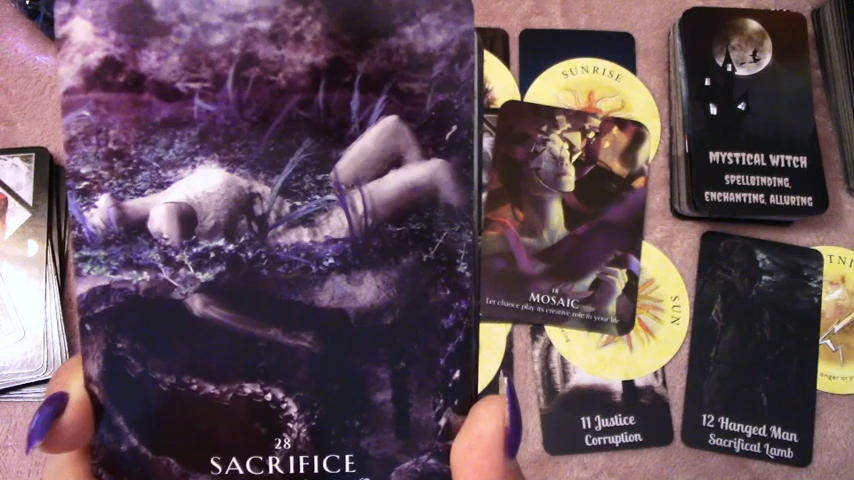 28
SACRIFICE
SUNRISE
18
MOSAIC
Let chance play its creative role in your life
SUN
11 Justice
Corruption
MYSTICAL WITCH
SPELLBINDING,
ENCHANTING, ALLURING
12 Hanged Man
Sacrifical Lamb